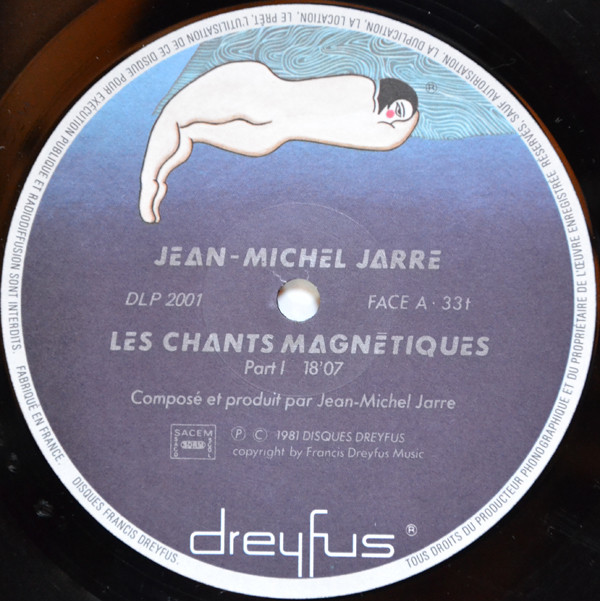 JEAN-MICHEL JARRE
DLP 2001
FACE A · 33t
LES CHANTS MAGNĒTIQUES
Part I 18'07
Composé et produit par Jean-Michel Jarre
SACEM
Ⓟ © 1981 DISQUES DREYFUS
copyright by Francis Dreyfus Music
dreyfus®
®
DISQUES FRANCIS DREYFUS. FABRIQUÉ EN FRANCE.
TOUS DROITS DU PRODUCTEUR PHONOGRAPHIQUE ET DU PROPRIÉTAIRE DE L'ŒUVRE ENREGISTRÉE RÉSERVÉS. SAUF AUTORISATION, LA DUPLICATION, LA LOCATION, LE PRÊT, L'UTILISATION DE CE DISQUE POUR EXÉCUTION PUBLIQUE ET RADIODIFFUSION SONT INTERDITS.